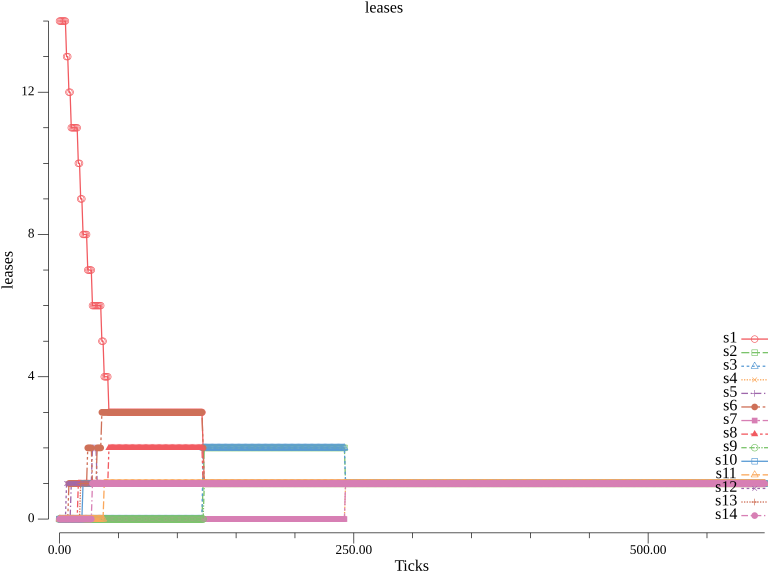 leases
12
8
4
0
leases
0.00
250.00
500.00
Ticks
s1
s2
s3
s4
s5
s6
s7
s8
s9
s10
s11
s12
s13
s14